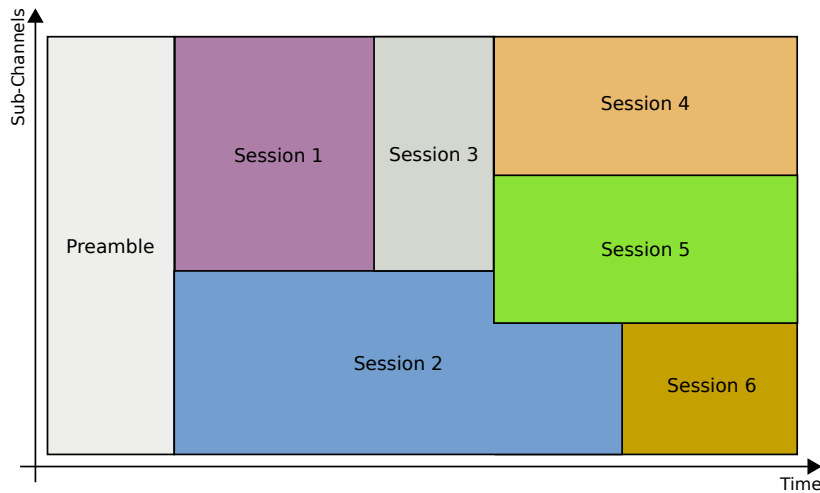 Sub-Channels
Preamble
Session 1
Session 3
Session 4
Session 5
Session 2
Session 6
Time